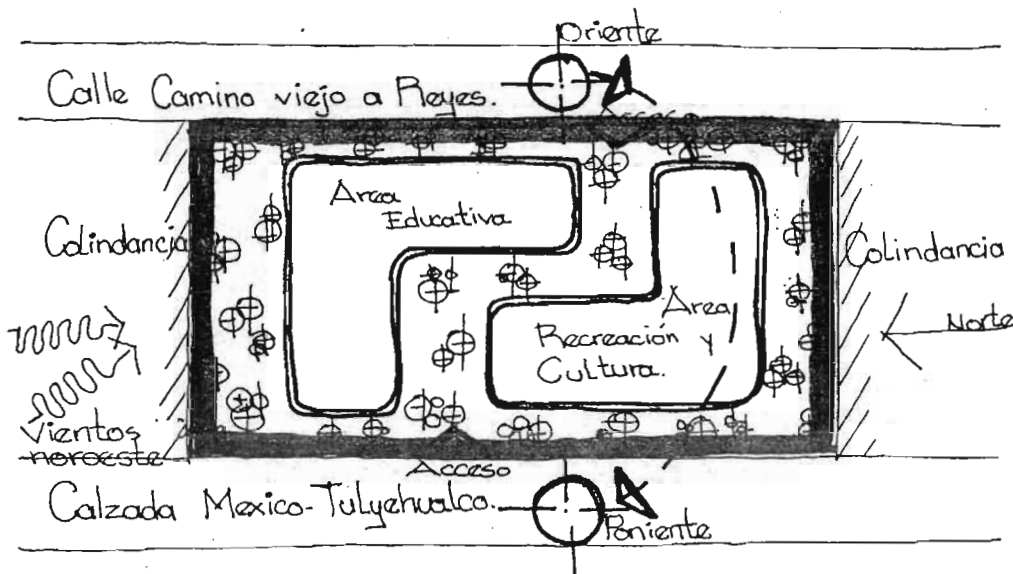 Oriente
Calle Camino viejo a Reyes.
Acceso
Area
Educativa
Colindancia
Colindancia
Area
Recreación y
Cultura.
Norte
Vientos
noroeste
Acceso
Calzada Mexico-Tulyehualco.
Poniente